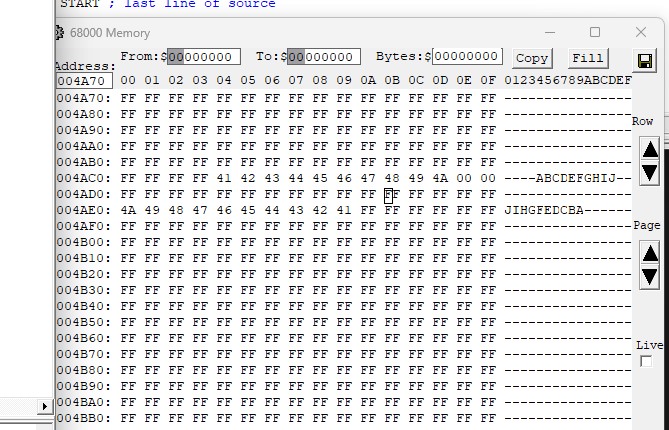 START ; last line of source
68000 Memory
From:$00000000 To:$00000000 Bytes:$00000000 Copy Fill
Address:
004A70 00 01 02 03 04 05 06 07 08 09 0A 0B 0C 0D 0E 0F 0123456789ABCDEF
004A70: FF FF FF FF FF FF FF FF FF FF FF FF FF FF FF FF ----------------
004A80: FF FF FF FF FF FF FF FF FF FF FF FF FF FF FF FF ----------------
004A90: FF FF FF FF FF FF FF FF FF FF FF FF FF FF FF FF ----------------
Row
004AA0: FF FF FF FF FF FF FF FF FF FF FF FF FF FF FF FF ----------------
004AB0: FF FF FF FF FF FF FF FF FF FF FF FF FF FF FF FF ----------------
004AC0: FF FF FF FF 41 42 43 44 45 46 47 48 49 4A 00 00 ----ABCDEFGHIJ--
004AD0: FF FF FF FF FF FF FF FF FF FF FF FF FF FF FF FF ----------------
004AE0: 4A 49 48 47 46 45 44 43 42 41 FF FF FF FF FF FF JIHGFEDCBA------
004AF0: FF FF FF FF FF FF FF FF FF FF FF FF FF FF FF FF ----------------
Page
004B00: FF FF FF FF FF FF FF FF FF FF FF FF FF FF FF FF ----------------
004B10: FF FF FF FF FF FF FF FF FF FF FF FF FF FF FF FF ----------------
004B20: FF FF FF FF FF FF FF FF FF FF FF FF FF FF FF FF ----------------
004B30: FF FF FF FF FF FF FF FF FF FF FF FF FF FF FF FF ----------------
004B40: FF FF FF FF FF FF FF FF FF FF FF FF FF FF FF FF ----------------
004B50: FF FF FF FF FF FF FF FF FF FF FF FF FF FF FF FF ----------------
Live
004B60: FF FF FF FF FF FF FF FF FF FF FF FF FF FF FF FF ----------------
004B70: FF FF FF FF FF FF FF FF FF FF FF FF FF FF FF FF ----------------
004B80: FF FF FF FF FF FF FF FF FF FF FF FF FF FF FF FF ----------------
004B90: FF FF FF FF FF FF FF FF FF FF FF FF FF FF FF FF ----------------
004BA0: FF FF FF FF FF FF FF FF FF FF FF FF FF FF FF FF ----------------
004BB0: FF FF FF FF FF FF FF FF FF FF FF FF FF FF FF FF ----------------